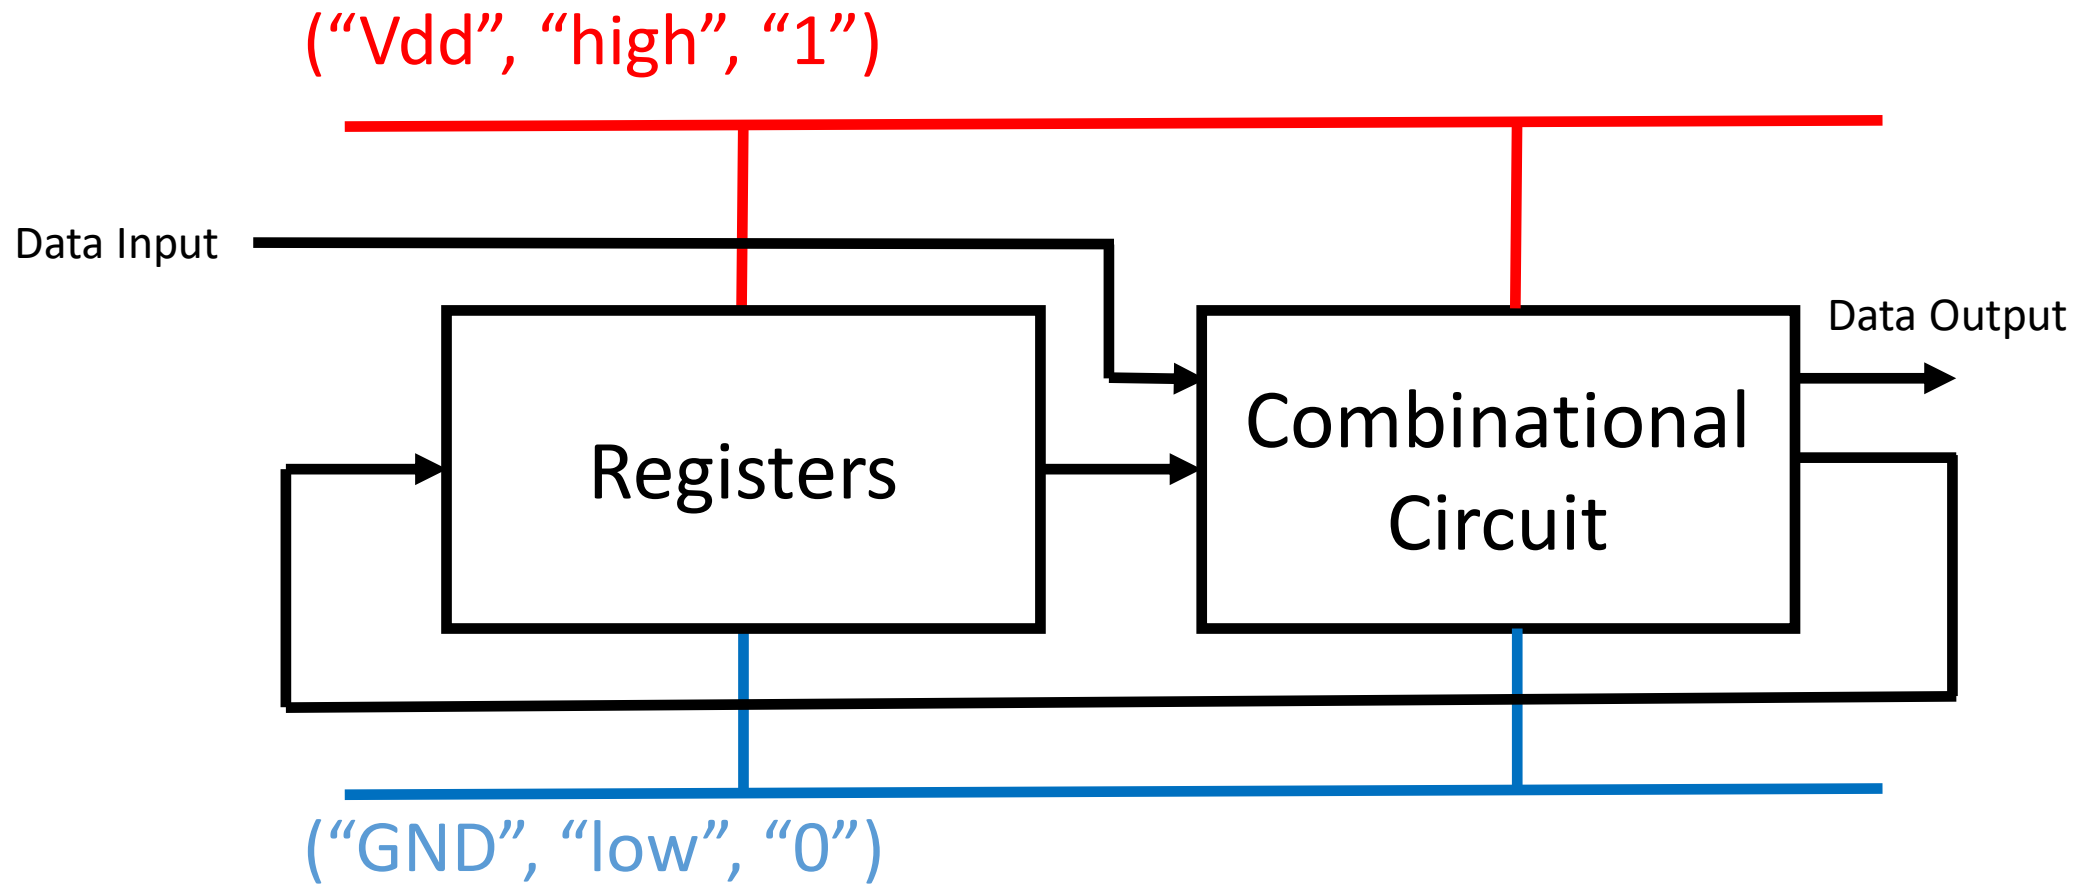 (“Vdd”, “high”, “1”)
Data Input
Data Output
Registers
Combinational
Circuit
(“GND”, “low”, “0”)